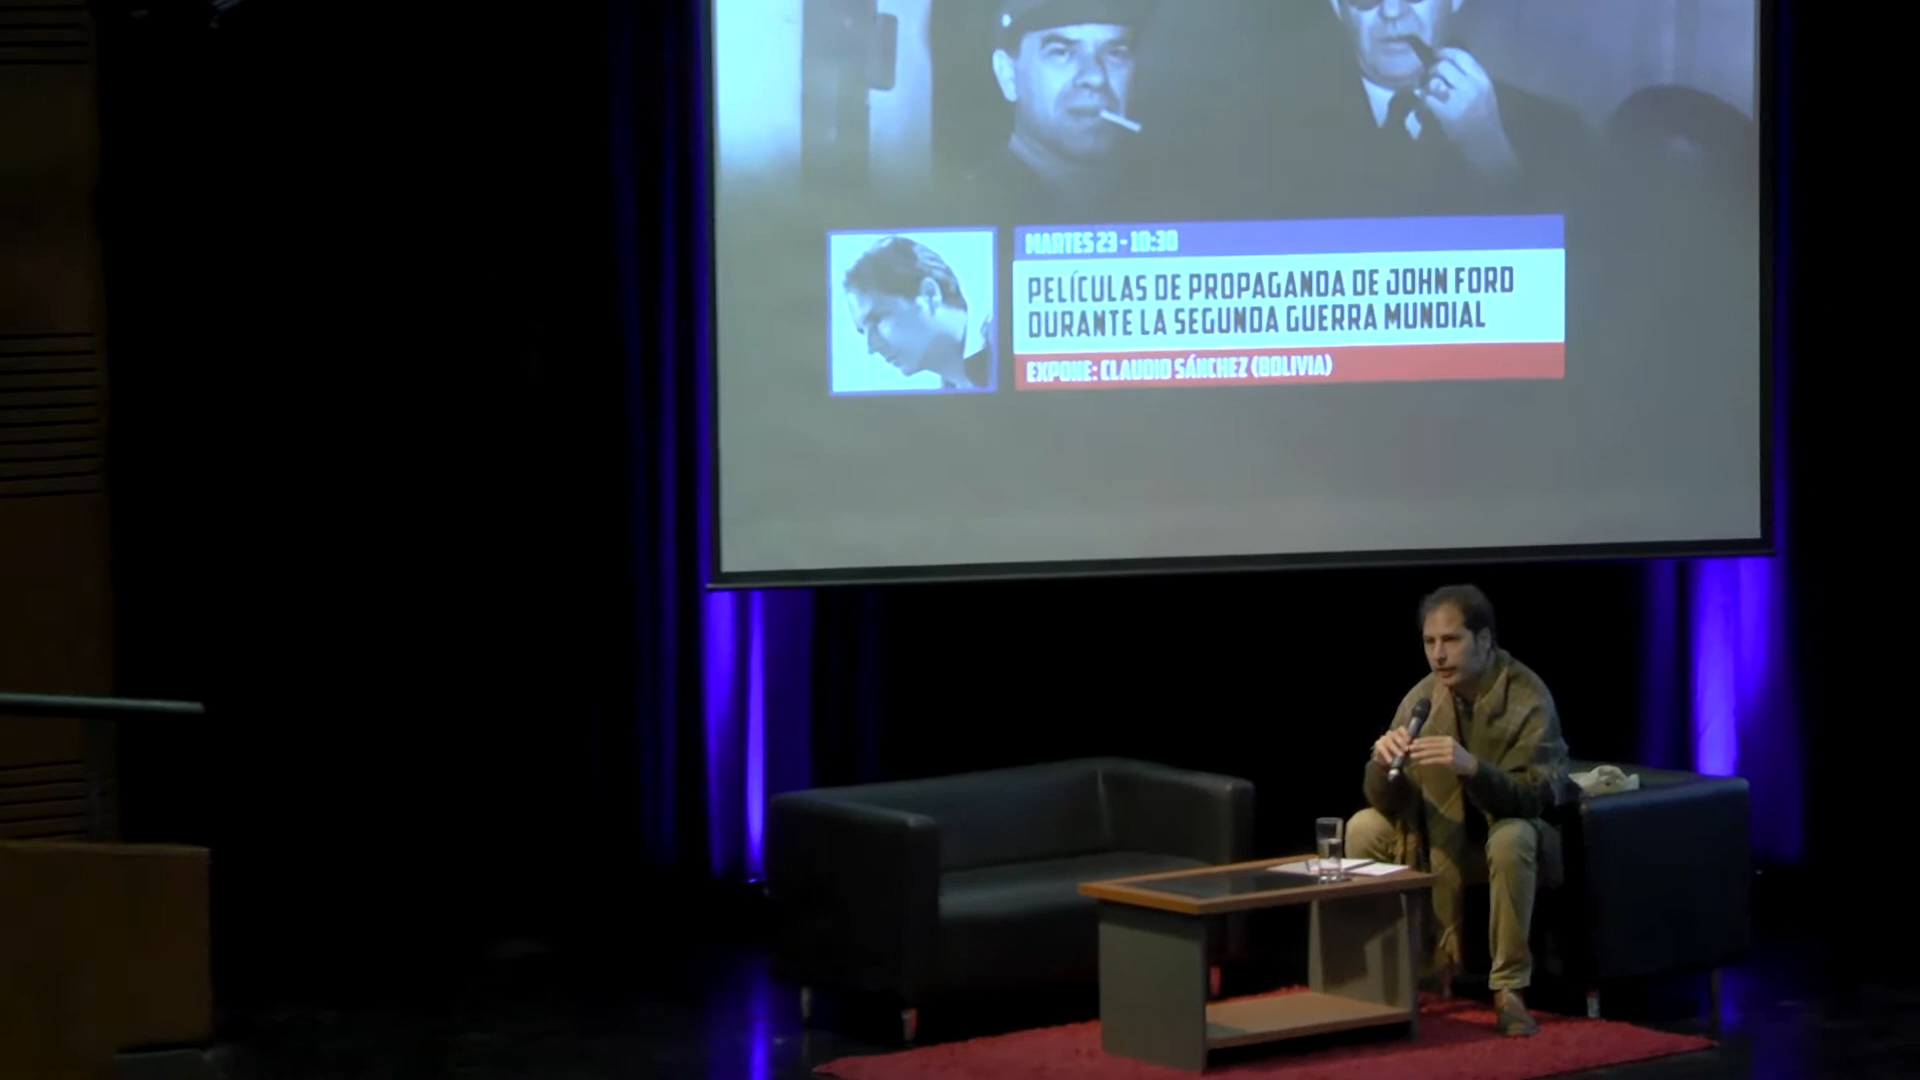 MARTES 23 - 10:30
PELÍCULAS DE PROPAGANDA DE JOHN FORD
DURANTE LA SEGUNDA GUERRA MUNDIAL
EXPONE: CLAUDIO SÁNCHEZ (BOLIVIA)